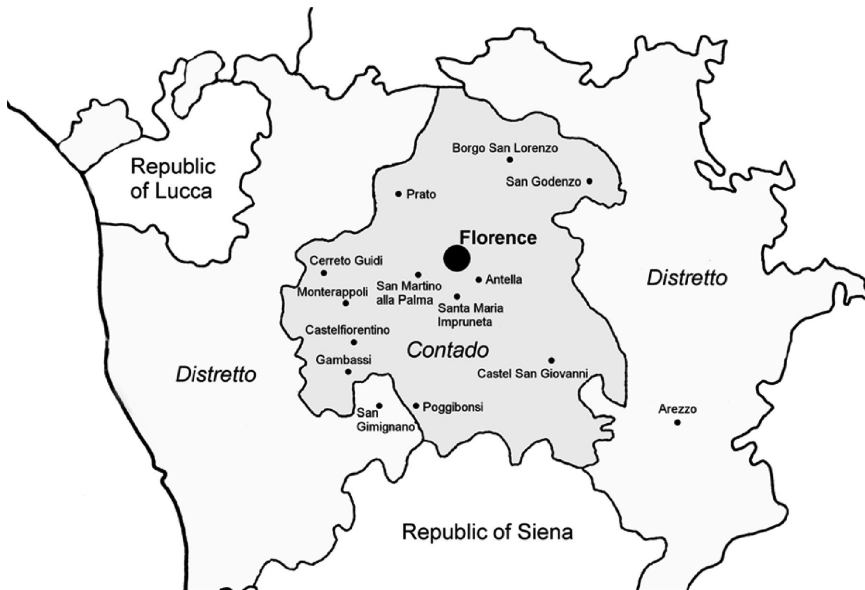 Borgo San Lorenzo
Republic
of Lucca
San Godenzo
Prato
Florence
Cerreto Guidi
Antella
Distretto
San Martino
alla Palma
Monterappoli
Santa Maria
Impruneta
Castelfiorentino
Contado
Gambassi
Distretto
Castel San Giovanni
San
Gimignano
Poggibonsi
Arezzo
Republic of Siena